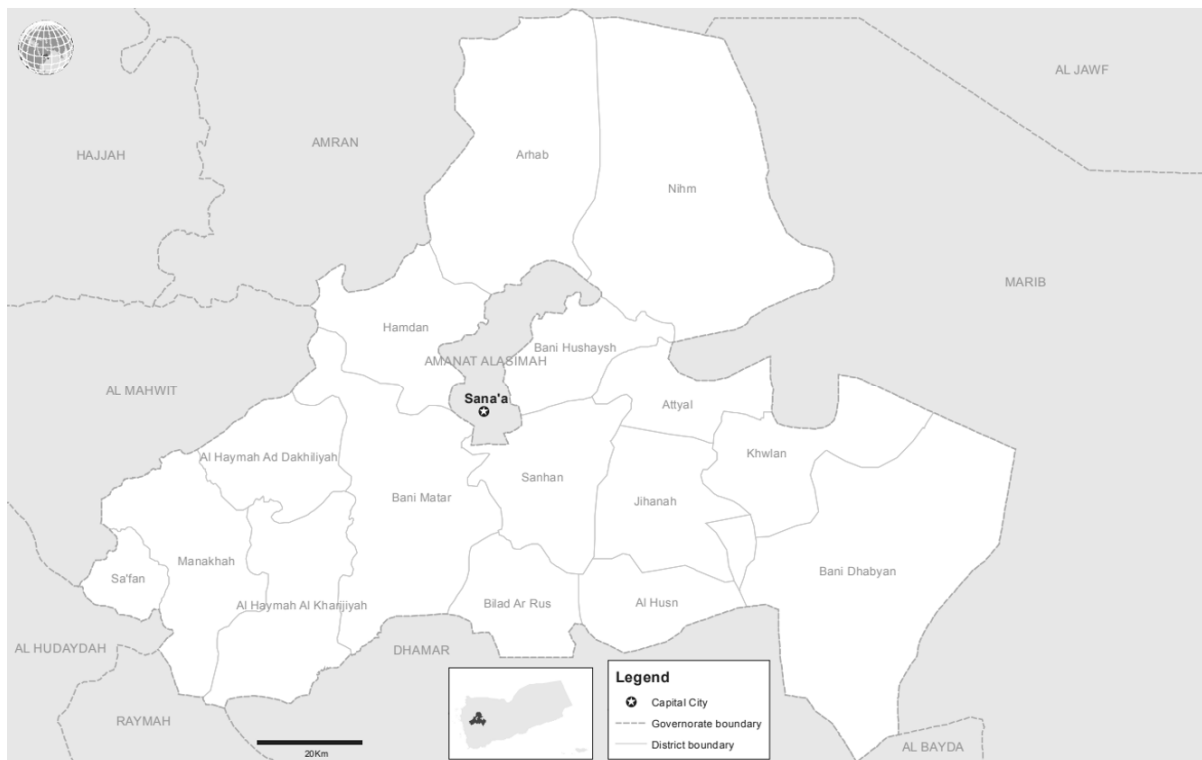 AL JAWF
HAJJAH
AMRAN
Arhab
Nihm
MARIB
Hamdan
Bani Hushaysh
AMANAT ALASIMAH
AL MAHWIT
Sana'a
Attyal
Khwlan
Al Haymah Ad Dakhiliyah
Sanhan
Jihanah
Bani Matar
Manakhah
Sa'fan
Bani Dhabyan
Al Haymah Al Kharijiyah
Bilad Ar Rus
Al Husn
AL HUDAYDAH
DHAMAR
RAYMAH
Legend
Capital City
Governorate boundary
District boundary
20Km
AL BAYDA